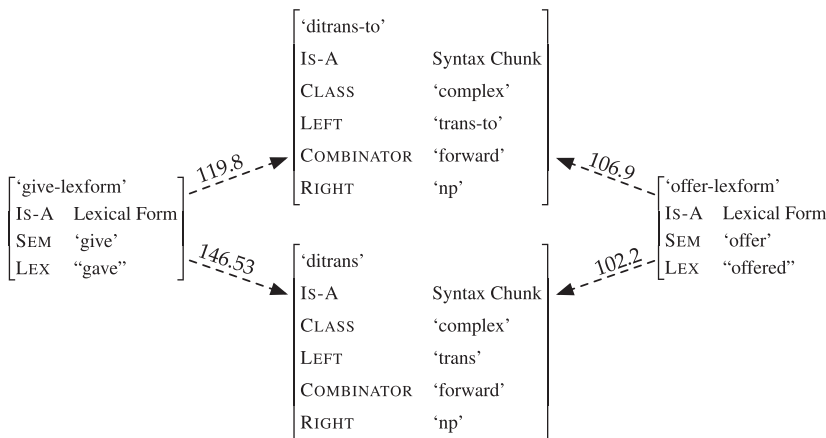 ‘ditrans-to’
IS-A Syntax Chunk
CLASS ‘complex’
LEFT ‘trans-to’
COMBINATOR ‘forward’
RIGHT ‘np’
119.8
106.9
‘give-lexform’
IS-A Lexical Form
SEM ‘give’
LEX “gave”
‘offer-lexform’
IS-A Lexical Form
SEM ‘offer’
LEX “offered”
146.53
102.2
‘ditrans’
IS-A Syntax Chunk
CLASS ‘complex’
LEFT ‘trans’
COMBINATOR ‘forward’
RIGHT ‘np’